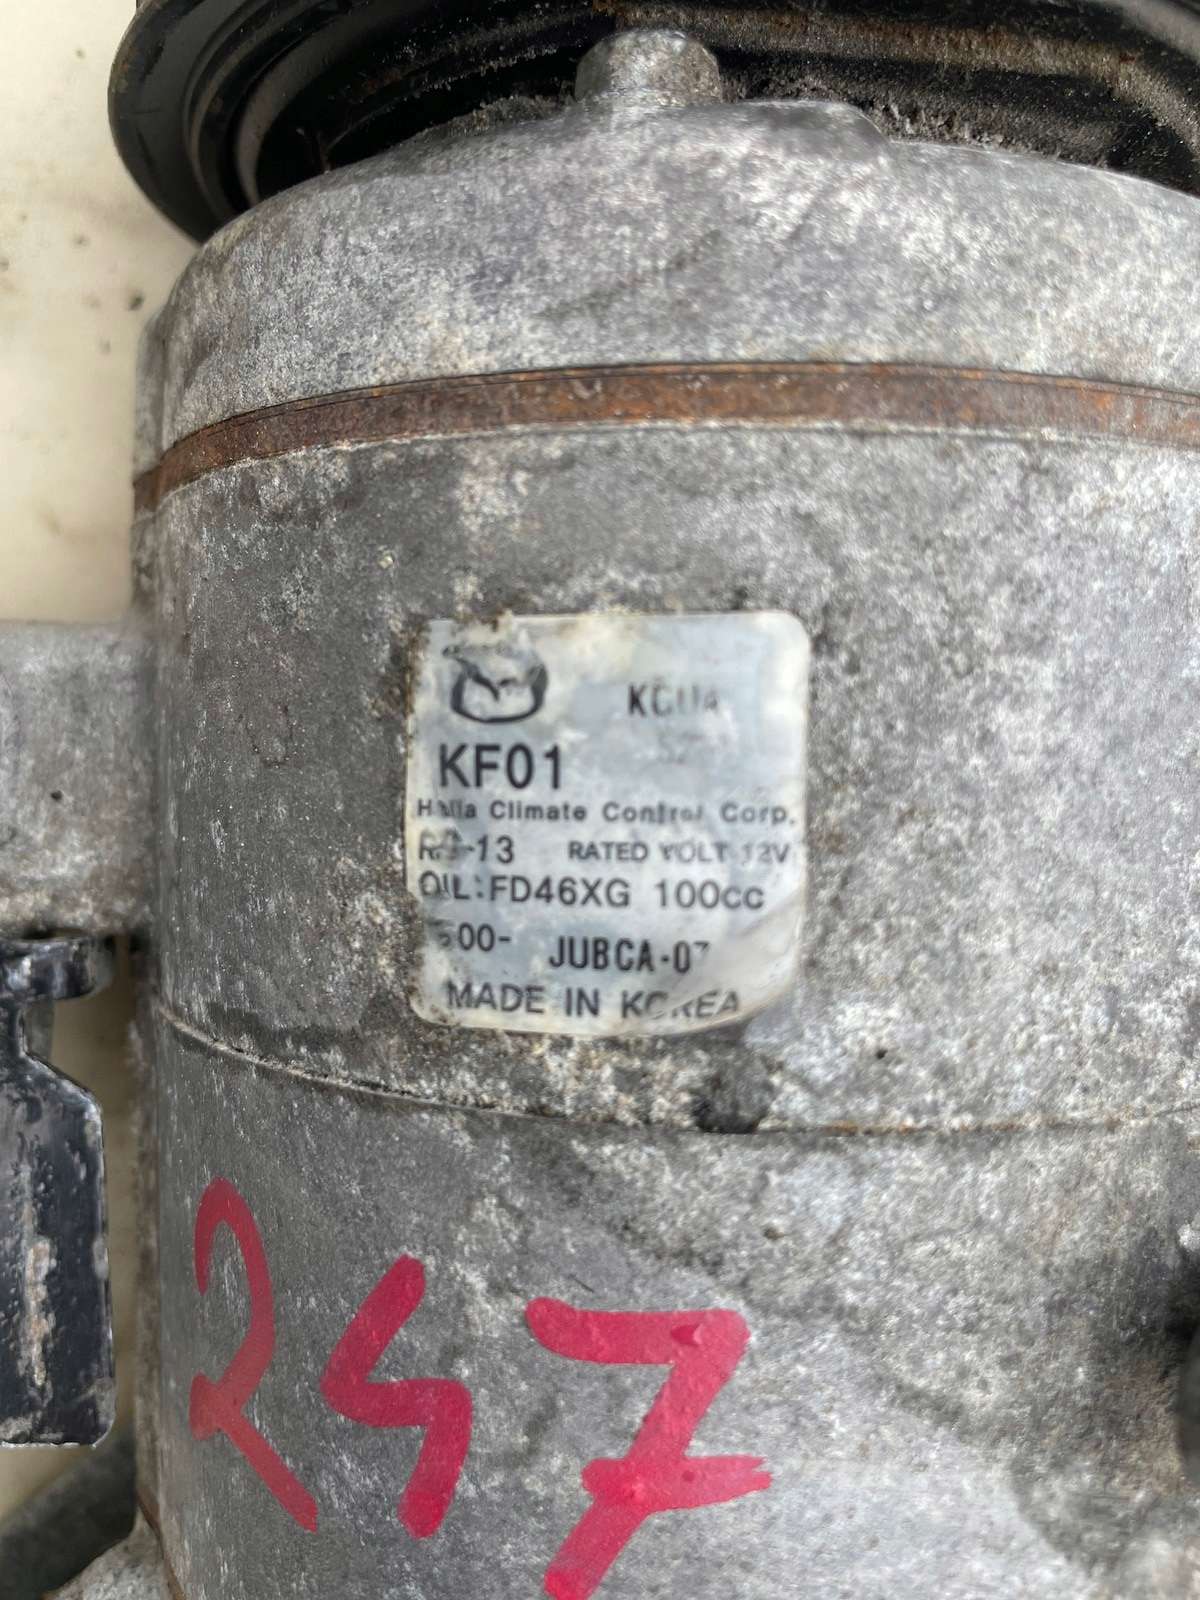 KF01
Halla Climate Control Corp.
RATED VOLT 12V
OIL:FD46XG 100cc
JUBCA-07
MADE IN KOREA
257